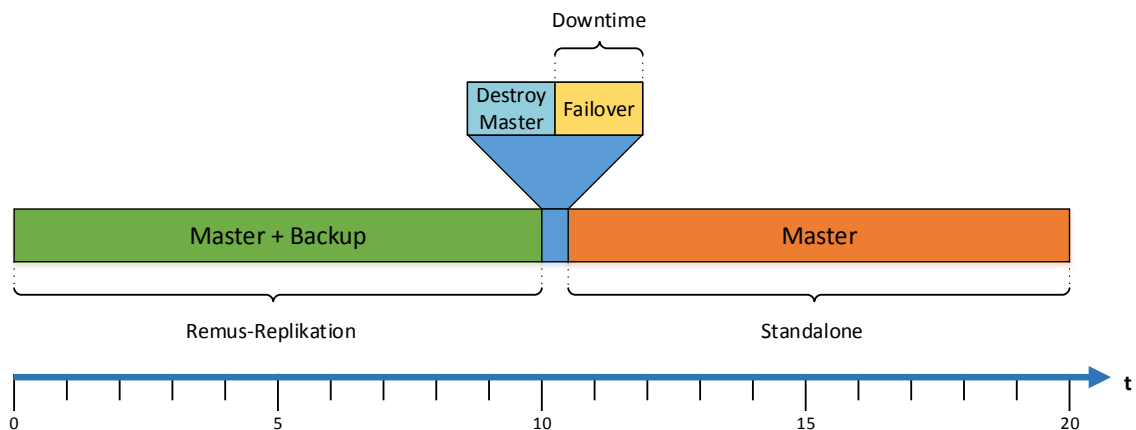 Downtime
Destroy
Master
Failover
Master + Backup
Master
Remus-Replikation
Standalone
t
0
5
10
15
20